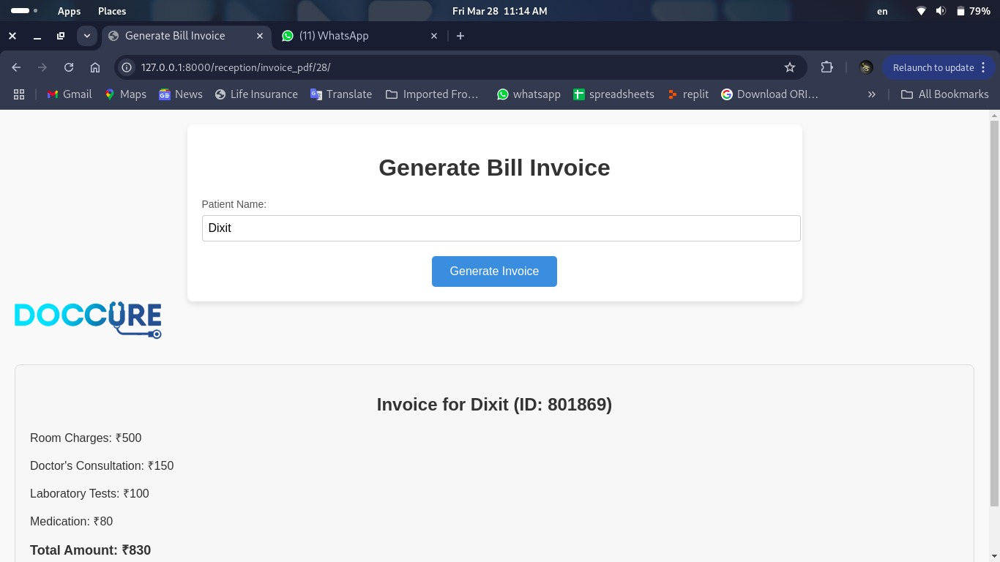 Apps Places Fri Mar 28 11:14 AM en 79%
Generate Bill Invoice (11) WhatsApp
127.0.0.1:8000/reception/invoice_pdf/28/ Relaunch to update
Gmail Maps News Life Insurance Translate Imported Fro... whatsapp spreadsheets replit Download ORI... All Bookmarks
Generate Bill Invoice
Patient Name:
Dixit
Generate Invoice
DOCCURE
Invoice for Dixit (ID: 801869)
Room Charges: ₹500
Doctor's Consultation: ₹150
Laboratory Tests: ₹100
Medication: ₹80
Total Amount: ₹830